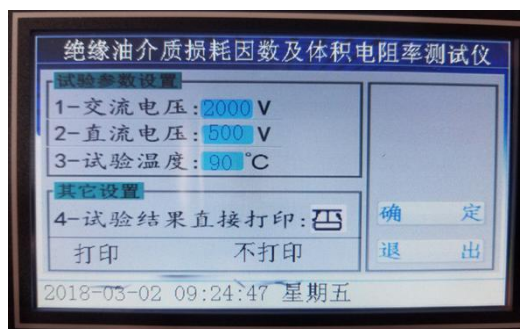 绝缘油介质损耗因数及体积电阻率测试仪
试验参数设置
1-交流电压:2000 V
2-直流电压:500 V
3-试验温度:90 °C
其它设置
4-试验结果直接打印:
打印 不打印
确 定
退 出
2018-03-02 09:24:47 星期五